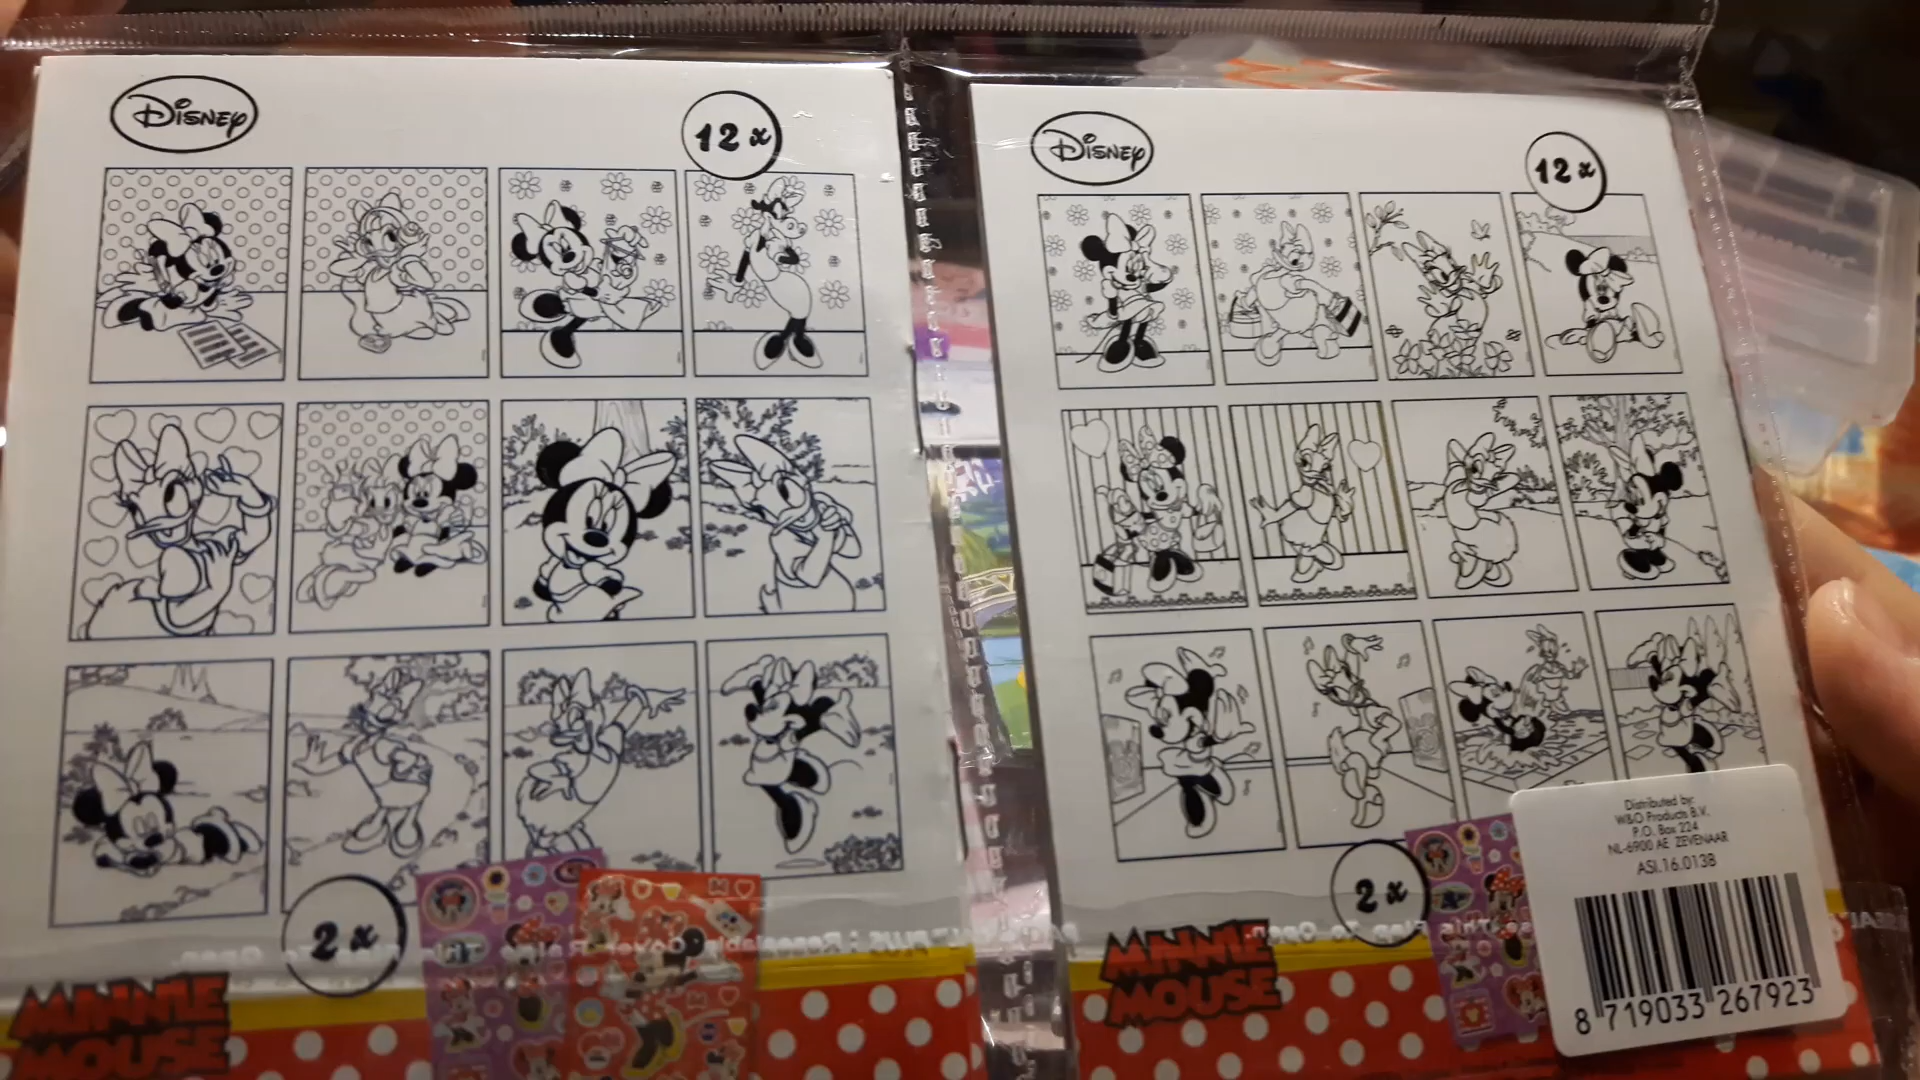 Disney
12 x
2 x
MINNIE
MOUSE
Disney
12 x
2 x
MINNIE
MOUSE
Distributed by:
W&O Products B.V.
P.O. Box 224
NL-6900 AE ZEVENAAR
ASI.16.013B
8 719033 267923